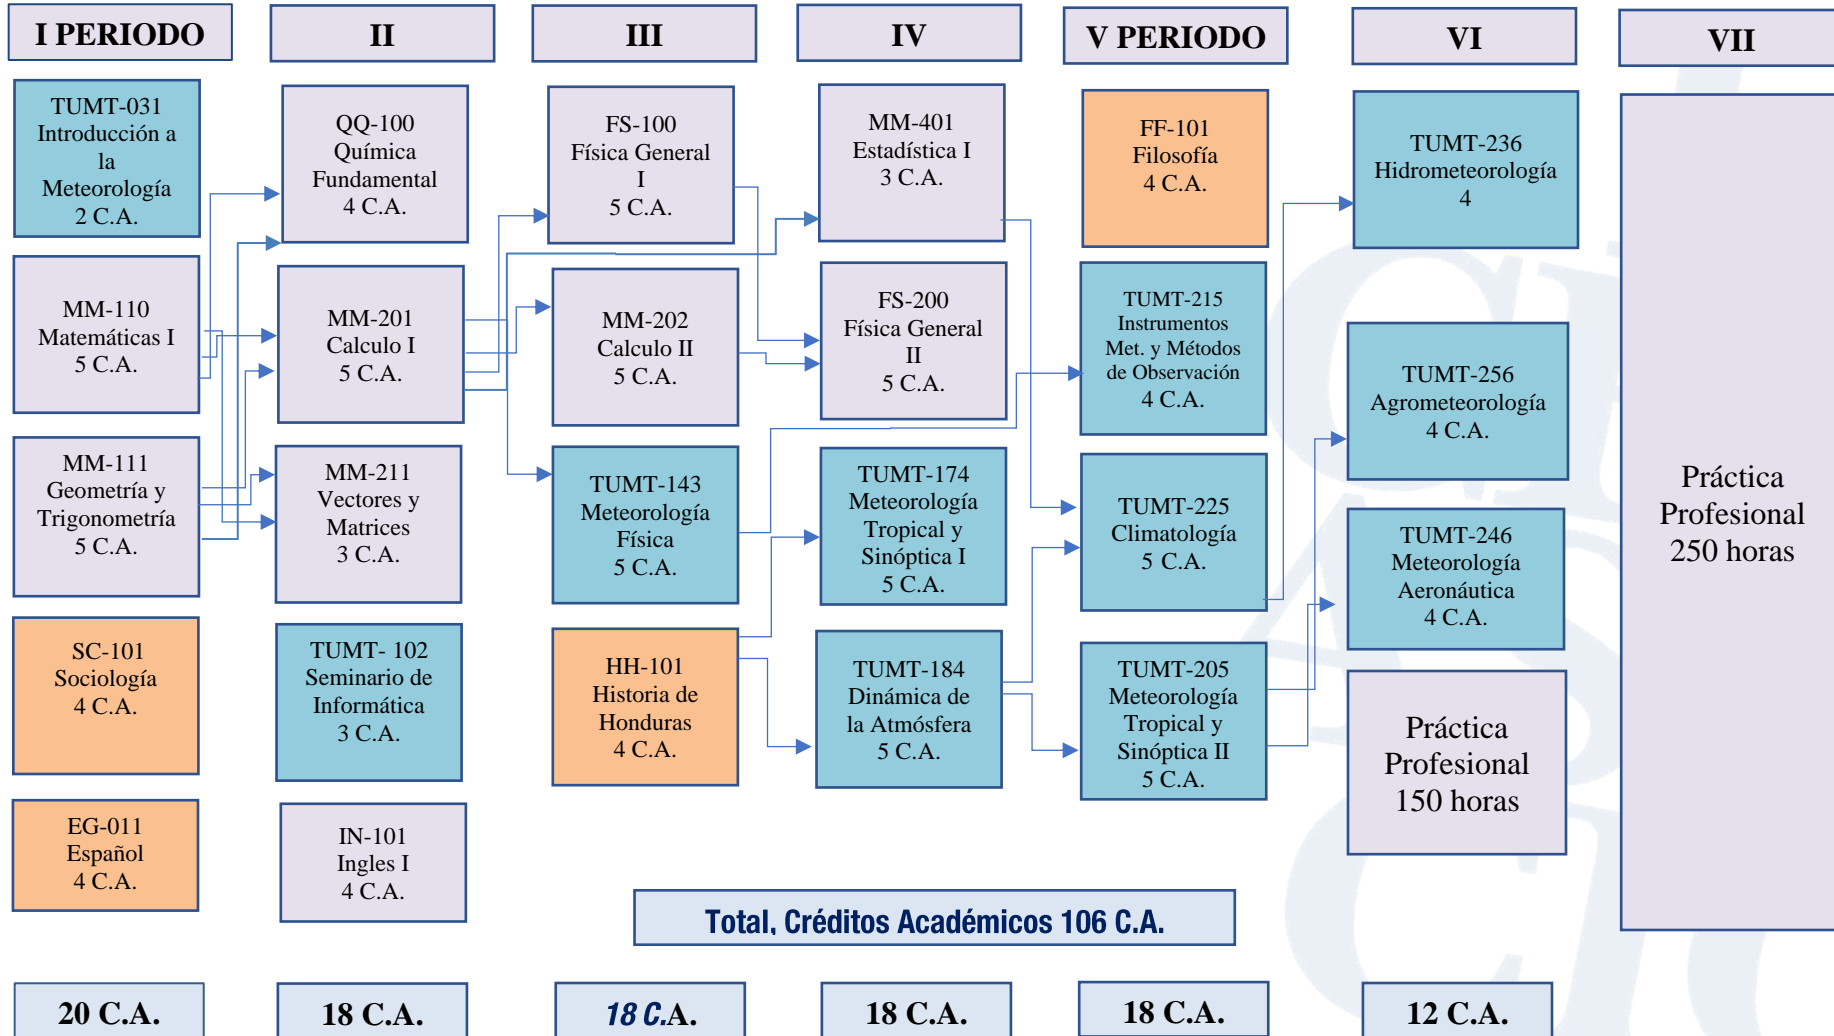 I PERIODO
II
III
IV
V PERIODO
VI
VII
TUMT-031
Introducción a
la
Meteorología
2 C.A.
MM-110
Matemáticas I
5 C.A.
MM-111
Geometría y
Trigonometría
5 C.A.
SC-101
Sociología
4 C.A.
EG-011
Español
4 C.A.
QQ-100
Química
Fundamental
4 C.A.
MM-201
Calculo I
5 C.A.
MM-211
Vectores y
Matrices
3 C.A.
TUMT- 102
Seminario de
Informática
3 C.A.
IN-101
Ingles I
4 C.A.
FS-100
Física General
I
5 C.A.
MM-202
Calculo II
5 C.A.
TUMT-143
Meteorología
Física
5 C.A.
HH-101
Historia de
Honduras
4 C.A.
MM-401
Estadística I
3 C.A.
FS-200
Física General
II
5 C.A.
TUMT-174
Meteorología
Tropical y
Sinóptica I
5 C.A.
TUMT-184
Dinámica de
la Atmósfera
5 C.A.
FF-101
Filosofía
4 C.A.
TUMT-215
Instrumentos
Met. y Métodos
de Observación
4 C.A.
TUMT-225
Climatología
5 C.A.
TUMT-205
Meteorología
Tropical y
Sinóptica II
5 C.A.
TUMT-236
Hidrometeorología
4
TUMT-256
Agrometeorología
4 C.A.
TUMT-246
Meteorología
Aeronáutica
4 C.A.
Práctica
Profesional
150 horas
Práctica
Profesional
250 horas
Total, Créditos Académicos 106 C.A.
20 C.A.
18 C.A.
18 C.A.
18 C.A.
18 C.A.
12 C.A.